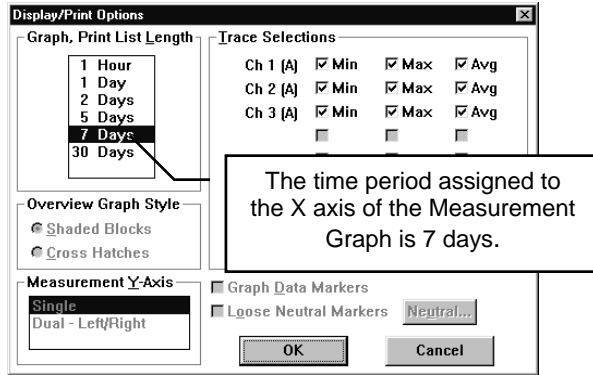 Display/Print Options
Graph, Print List Length
1 Hour
1 Day
2 Days
5 Days
7 Days
30 Days
Trace Selections
Ch 1 (A) Min Max Avg
Ch 2 (A) Min Max Avg
Ch 3 (A) Min Max Avg
The time period assigned to
the X axis of the Measurement
Graph is 7 days.
Overview Graph Style
Shaded Blocks
Cross Hatches
Measurement Y-Axis
Single
Dual - Left/Right
Graph Data Markers
Loose Neutral Markers Neutral...
OK Cancel